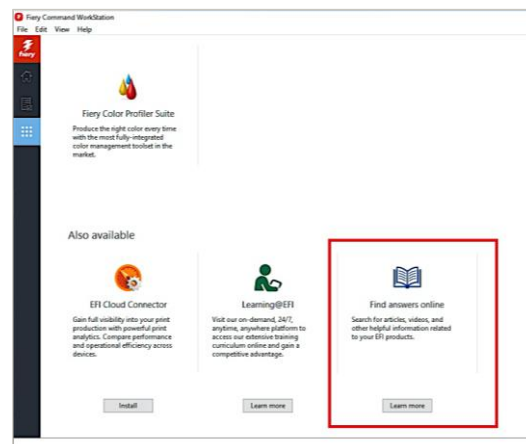 Fiery Command WorkStation
File Edit View Help
fiery
Fiery Color Profiler Suite
Produce the right color every time
with the most fully-integrated
color management toolset in the
market.
Also available
EFI Cloud Connector
Gain full visibility into your print
production with powerful print
analytics. Compare performance
and operational efficiency across
devices.
Install
Learning@EFI
Visit our on-demand, 24/7,
anytime, anywhere platform to
access our extensive training
curriculum online and gain a
competitive advantage.
Learn more
Find answers online
Search for articles, videos, and
other helpful information related
to your EFI products.
Learn more